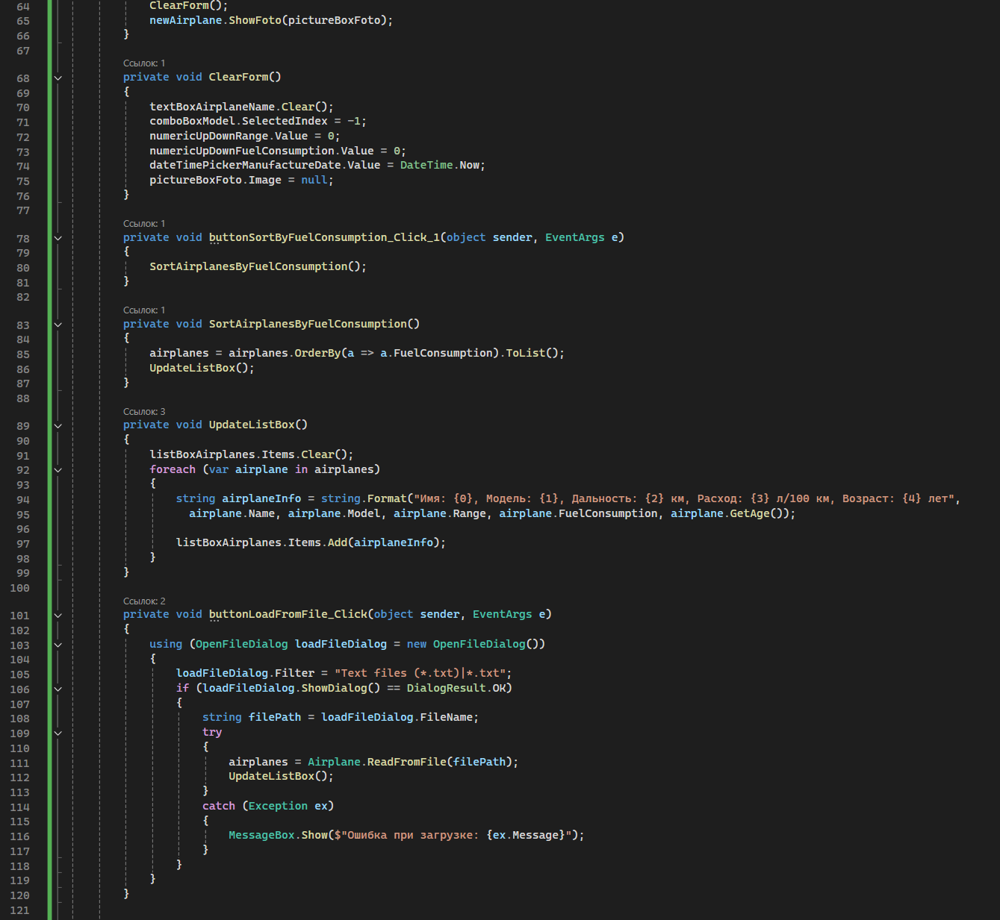 64 ClearForm();
65 newAirplane.ShowFoto(pictureBoxFoto);
66 }
67
Ссылок: 1
68 private void ClearForm()
69 {
70 textBoxAirplaneName.Clear();
71 comboBoxModel.SelectedIndex = -1;
72 numericUpDownRange.Value = 0;
73 numericUpDownFuelConsumption.Value = 0;
74 dateTimePickerManufactureDate.Value = DateTime.Now;
75 pictureBoxFoto.Image = null;
76 }
77
Ссылок: 1
78 private void buttonSortByFuelConsumption_Click_1(object sender, EventArgs e)
79 {
80 SortAirplanesByFuelConsumption();
81 }
82
Ссылок: 1
83 private void SortAirplanesByFuelConsumption()
84 {
85 airplanes = airplanes.OrderBy(a => a.FuelConsumption).ToList();
86 UpdateListBox();
87 }
88
Ссылок: 3
89 private void UpdateListBox()
90 {
91 listBoxAirplanes.Items.Clear();
92 foreach (var airplane in airplanes)
93 {
94 string airplaneInfo = string.Format("Имя: {0}, Модель: {1}, Дальность: {2} км, Расход: {3} л/100 км, Возраст: {4} лет",
95 airplane.Name, airplane.Model, airplane.Range, airplane.FuelConsumption, airplane.GetAge());
96
97 listBoxAirplanes.Items.Add(airplaneInfo);
98 }
99 }
100
Ссылок: 2
101 private void buttonLoadFromFile_Click(object sender, EventArgs e)
102 {
103 using (OpenFileDialog loadFileDialog = new OpenFileDialog())
104 {
105 loadFileDialog.Filter = "Text files (*.txt)|*.txt";
106 if (loadFileDialog.ShowDialog() == DialogResult.OK)
107 {
108 string filePath = loadFileDialog.FileName;
109 try
110 {
111 airplanes = Airplane.ReadFromFile(filePath);
112 UpdateListBox();
113 }
114 catch (Exception ex)
115 {
116 MessageBox.Show($"Ошибка при загрузке: {ex.Message}");
117 }
118 }
119 }
120 }
121